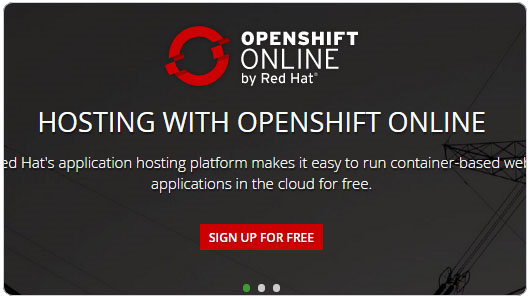 OPENSHIFT
ONLINE
by Red Hat®
HOSTING WITH OPENSHIFT ONLINE
ed Hat's application hosting platform makes it easy to run container-based web
applications in the cloud for free.
SIGN UP FOR FREE